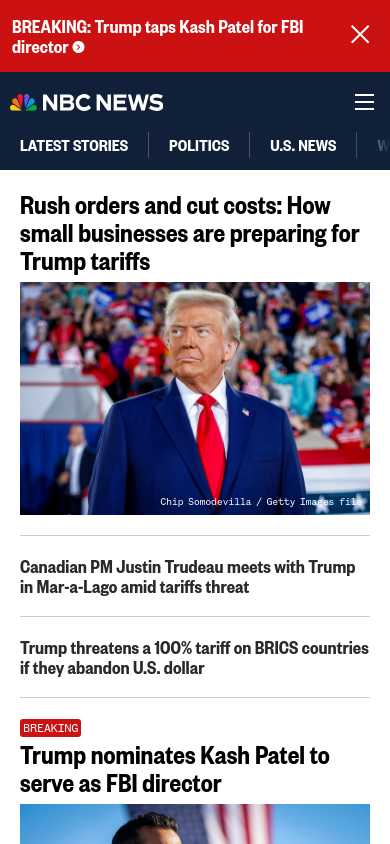 BREAKING: Trump taps Kash Patel for FBI
director
NBC NEWS
LATEST STORIES
POLITICS
U.S. NEWS
W
Rush orders and cut costs: How
small businesses are preparing for
Trump tariffs
Chip Somodevilla / Getty Images file
Canadian PM Justin Trudeau meets with Trump
in Mar-a-Lago amid tariffs threat
Trump threatens a 100% tariff on BRICS countries
if they abandon U.S. dollar
BREAKING
Trump nominates Kash Patel to
serve as FBI director